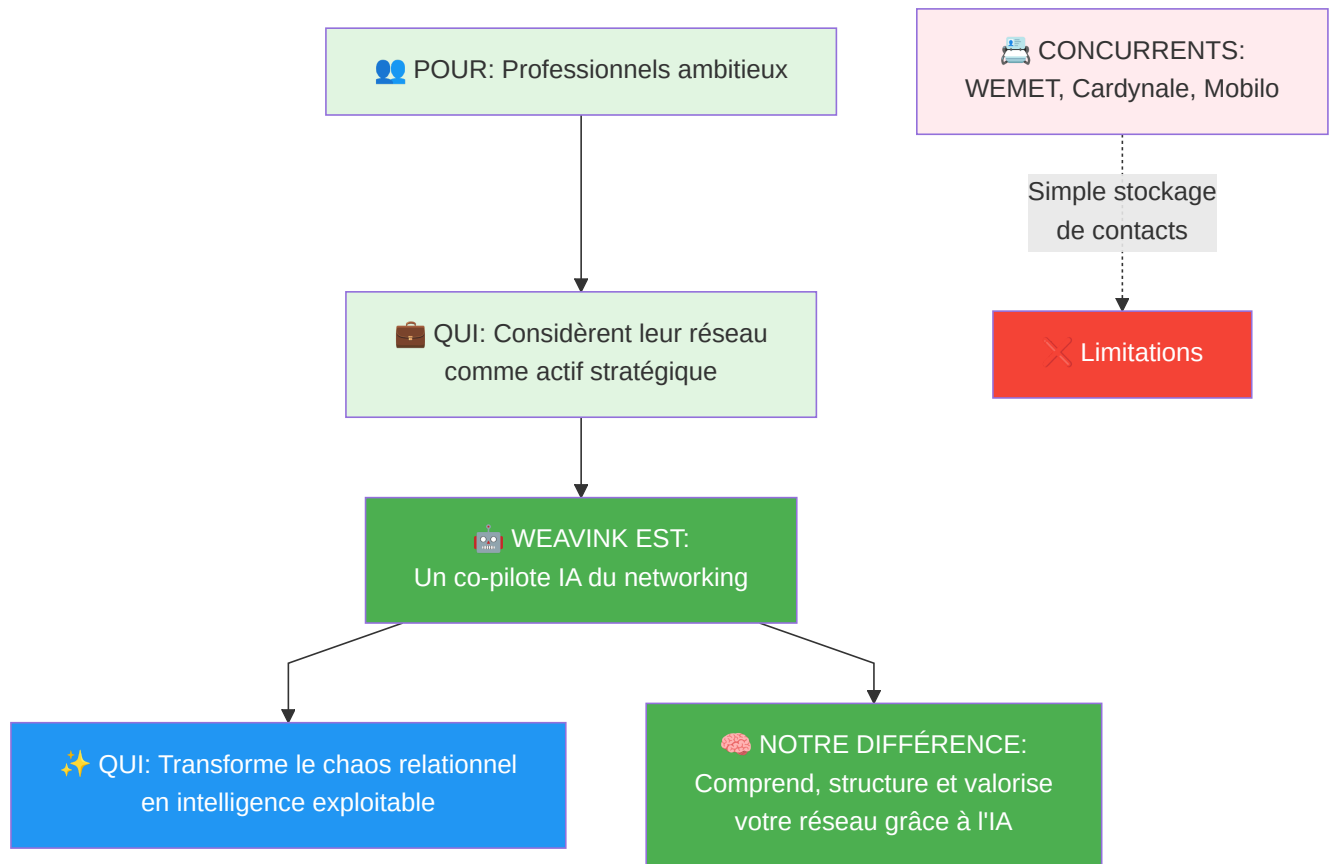 👥 POUR: Professionnels ambitieux
📇 CONCURRENTS:
WEMET, Cardynale, Mobilo
Simple stockage
de contacts
💼 QUI: Considèrent leur réseau
comme actif stratégique
❌ Limitations
🤖 WEAVINK EST:
Un co-pilote IA du networking
✨ QUI: Transforme le chaos relationnel
en intelligence exploitable
🧠 NOTRE DIFFÉRENCE:
Comprend, structure et valorise
votre réseau grâce à l'IA